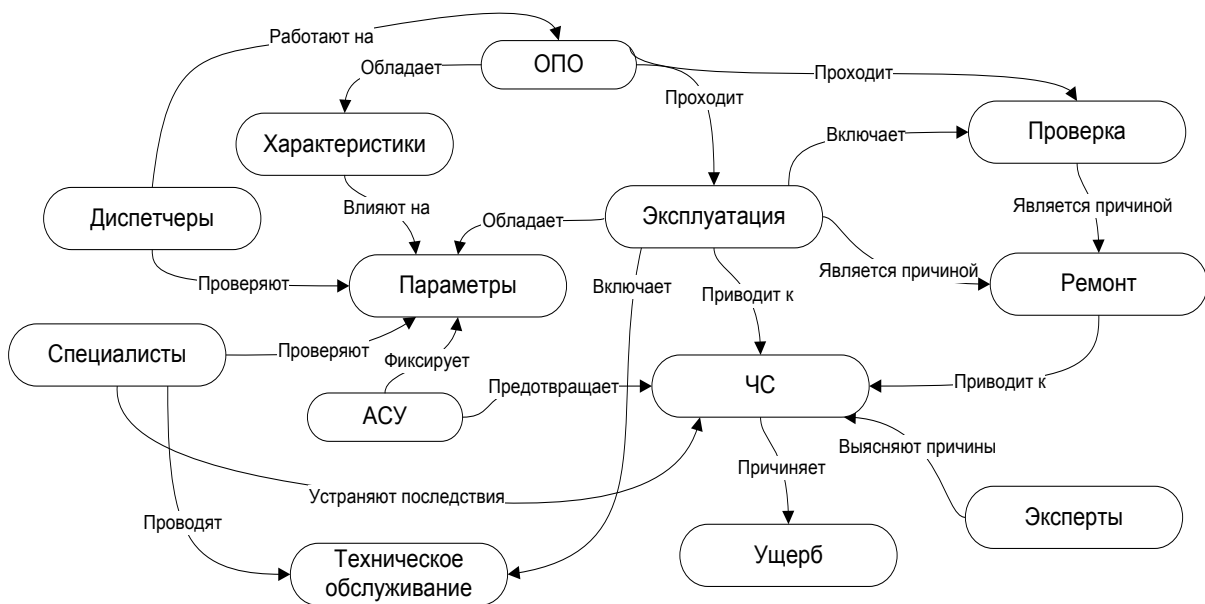 Работают на
ОПО
Обладает
Проходит
Проходит
Характеристики
Включает
Проверка
Диспетчеры
Влияют на
Обладает
Эксплуатация
Является причиной
Проверяют
Параметры
Включает
Приводит к
Является причиной
Ремонт
Специалисты
Проверяют
Фиксирует
АСУ
Предотвращает
ЧС
Приводит к
Выясняют причины
Причиняет
Устраняют последствия
Проводят
Эксперты
Ущерб
Техническое
обслуживание